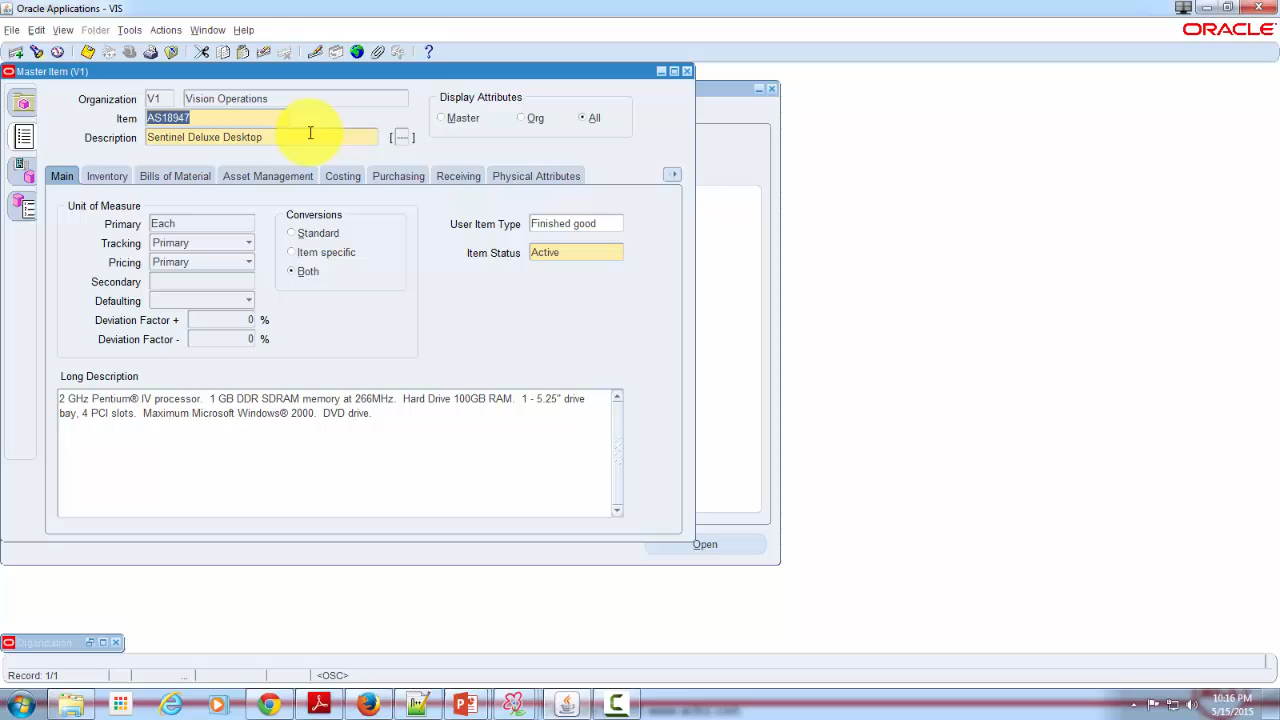 Oracle Applications - VIS
File Edit View Folder Tools Actions Window Help
ORACLE
Master Item (V1)
Organization V1 Vision Operations
Item AS18947
Description Sentinel Deluxe Desktop
[ ]
Display Attributes
Master Org All
Main Inventory Bills of Material Asset Management Costing Purchasing Receiving Physical Attributes
Unit of Measure
Primary Each
Tracking Primary
Pricing Primary
Secondary
Defaulting
Deviation Factor + 0 %
Deviation Factor - 0 %
Conversions
Standard
Item specific
Both
User Item Type Finished good
Item Status Active
Long Description
2 GHz Pentium® IV processor. 1 GB DDR SDRAM memory at 266MHz. Hard Drive 100GB RAM. 1 - 5.25" drive
bay, 4 PCI slots. Maximum Microsoft Windows® 2000. DVD drive.
Open
Organization
Record: 1/1 ... <OSC>
10:16 PM
5/15/2015